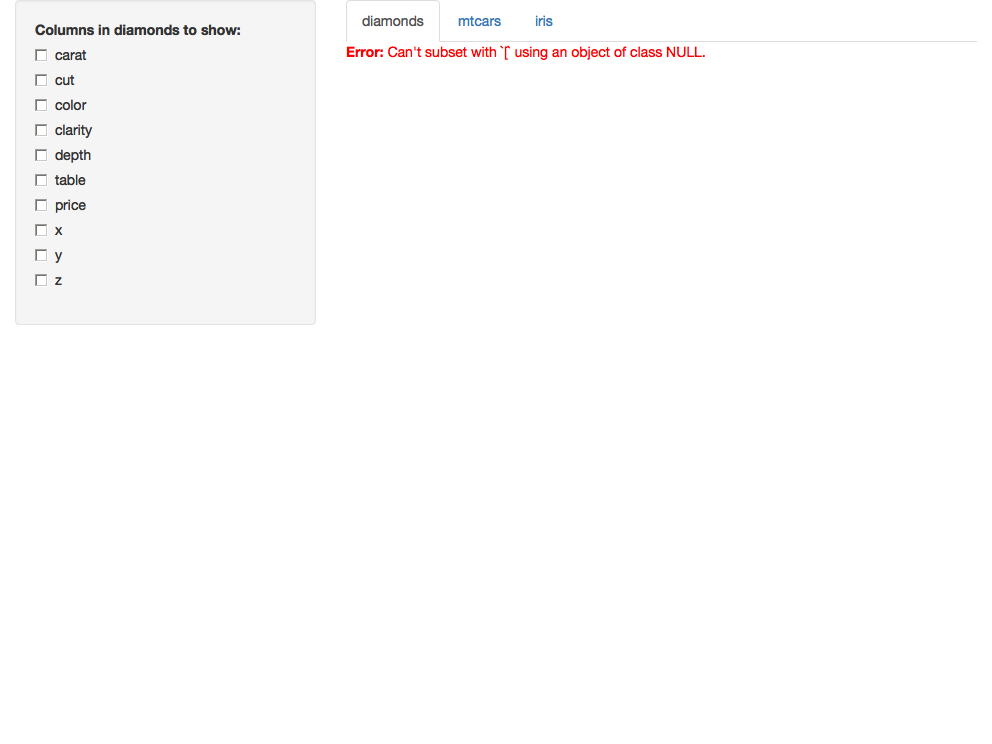 Columns in diamonds to show:
carat
cut
color
clarity
depth
table
price
x
y
z
diamonds mtcars iris
Error: Can't subset with `[` using an object of class NULL.